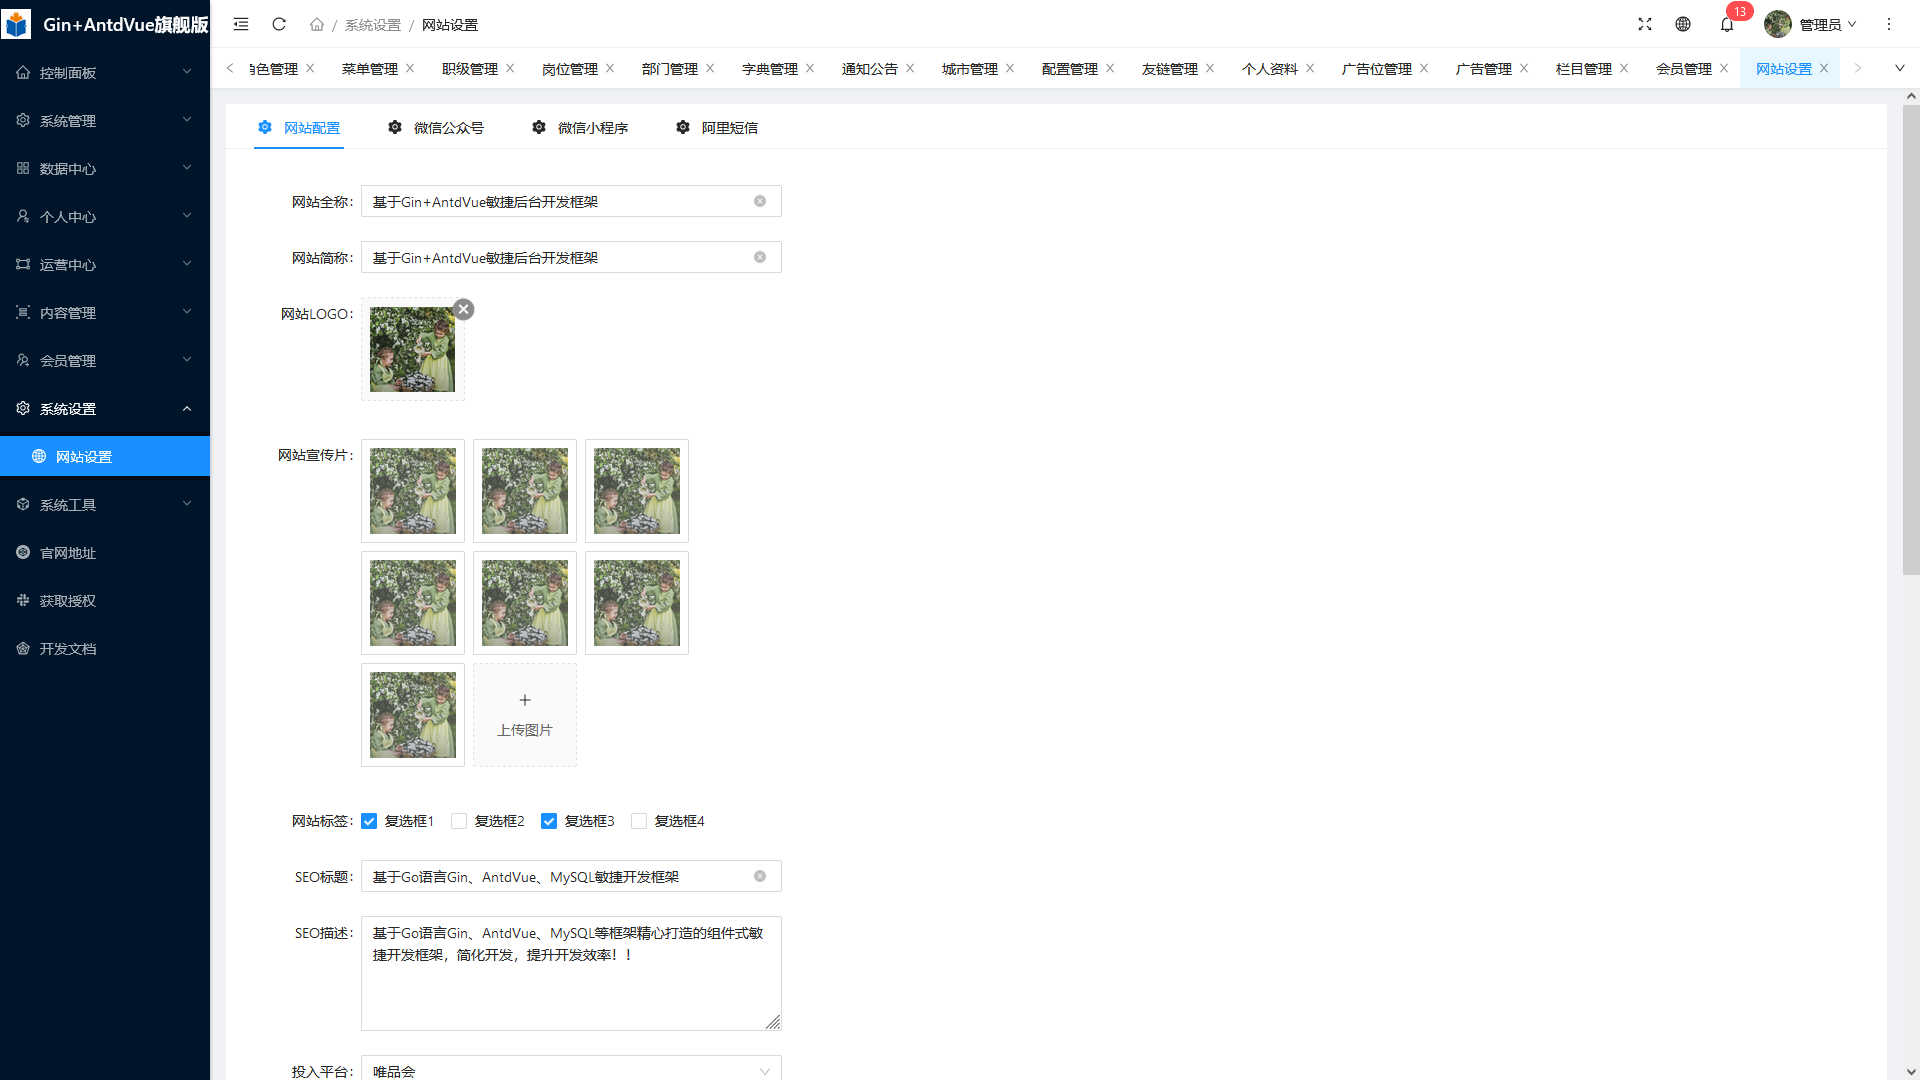 Gin+AntdVue旗舰版
系统设置
网站设置
13
管理员
控制面板
系统管理
数据中心
个人中心
运营中心
内容管理
会员管理
系统设置
网站设置
系统工具
官网地址
获取授权
开发文档
色管理
菜单管理
职级管理
岗位管理
部门管理
字典管理
通知公告
城市管理
配置管理
友链管理
个人资料
广告位管理
广告管理
栏目管理
会员管理
网站设置
网站配置
微信公众号
微信小程序
阿里短信
网站全称：
基于Gin+AntdVue敏捷后台开发框架
网站简称：
基于Gin+AntdVue敏捷后台开发框架
网站LOGO：
网站宣传片：
上传图片
网站标签：
复选框1
复选框2
复选框3
复选框4
SEO标题：
基于Go语言Gin、AntdVue、MySQL敏捷开发框架
SEO描述：
基于Go语言Gin、AntdVue、MySQL等框架精心打造的组件式敏
捷开发框架，简化开发，提升开发效率！！
投入平台：
唯品会